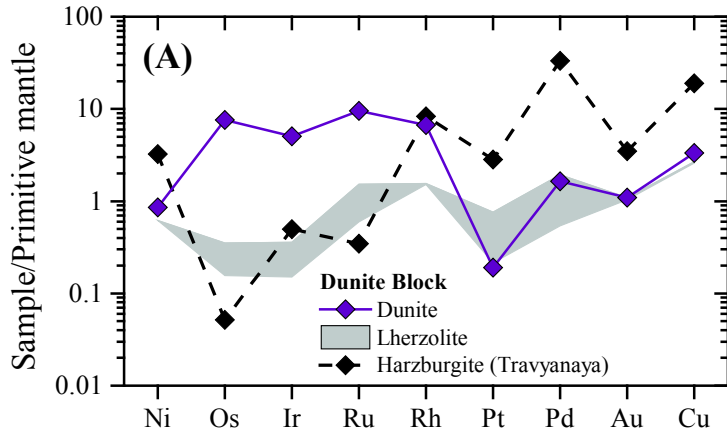 100
10
1
0.1
0.01
Sample/Primitive mantle
(A)
Dunite Block
Dunite
Lherzolite
Harzburgite (Travyanaya)
Ni Os Ir Ru Rh Pt Pd Au Cu